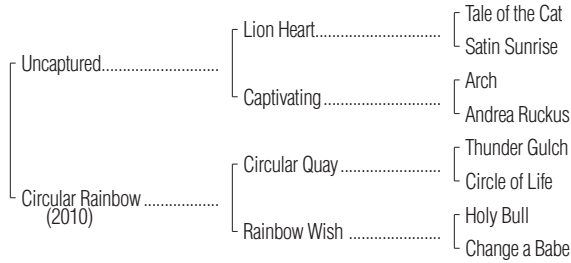 Tale of the Cat
Lion Heart
Satin Sunrise
Uncaptured
Arch
Captivating
Andrea Ruckus
Thunder Gulch
Circular Quay
Circle of Life
Circular Rainbow
(2010)
Holy Bull
Rainbow Wish
Change a Babe